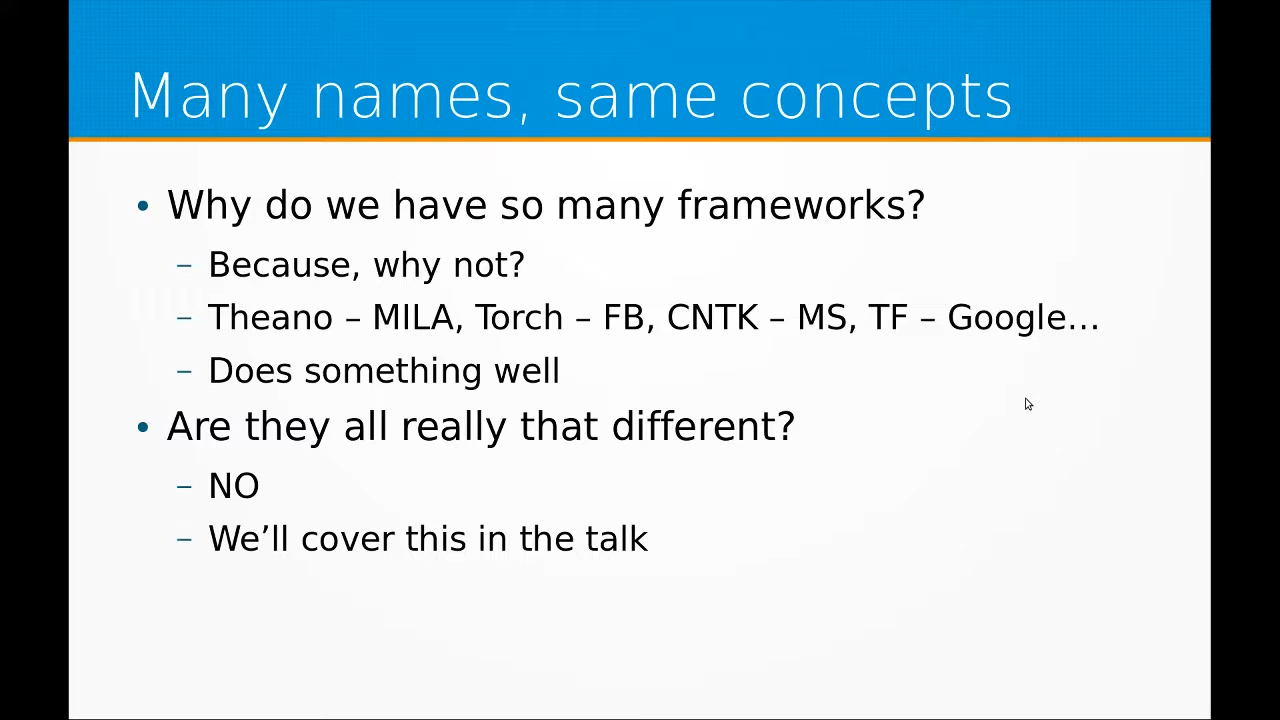 Many names, same concepts
• Why do we have so many frameworks?
– Because, why not?
– Theano – MILA, Torch – FB, CNTK – MS, TF – Google…
– Does something well
• Are they all really that different?
– NO
– We’ll cover this in the talk